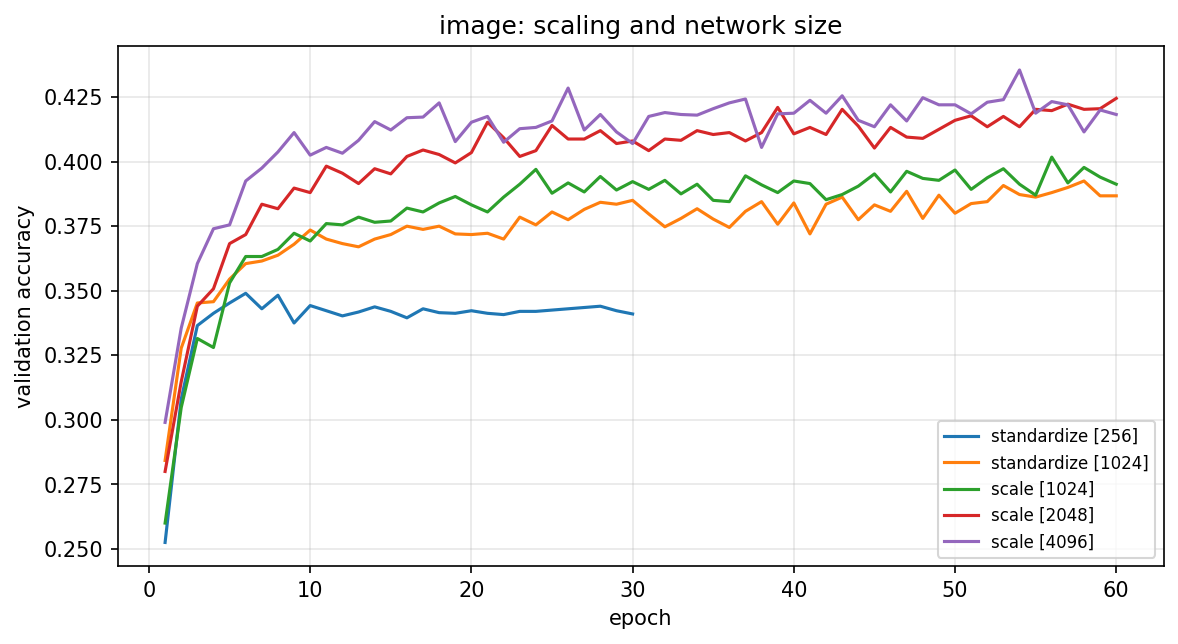 image: scaling and network size
validation accuracy
0.425
0.400
0.375
0.350
0.325
0.300
0.275
0.250
0 10 20 30 40 50 60
epoch
standardize [256]
standardize [1024]
scale [1024]
scale [2048]
scale [4096]